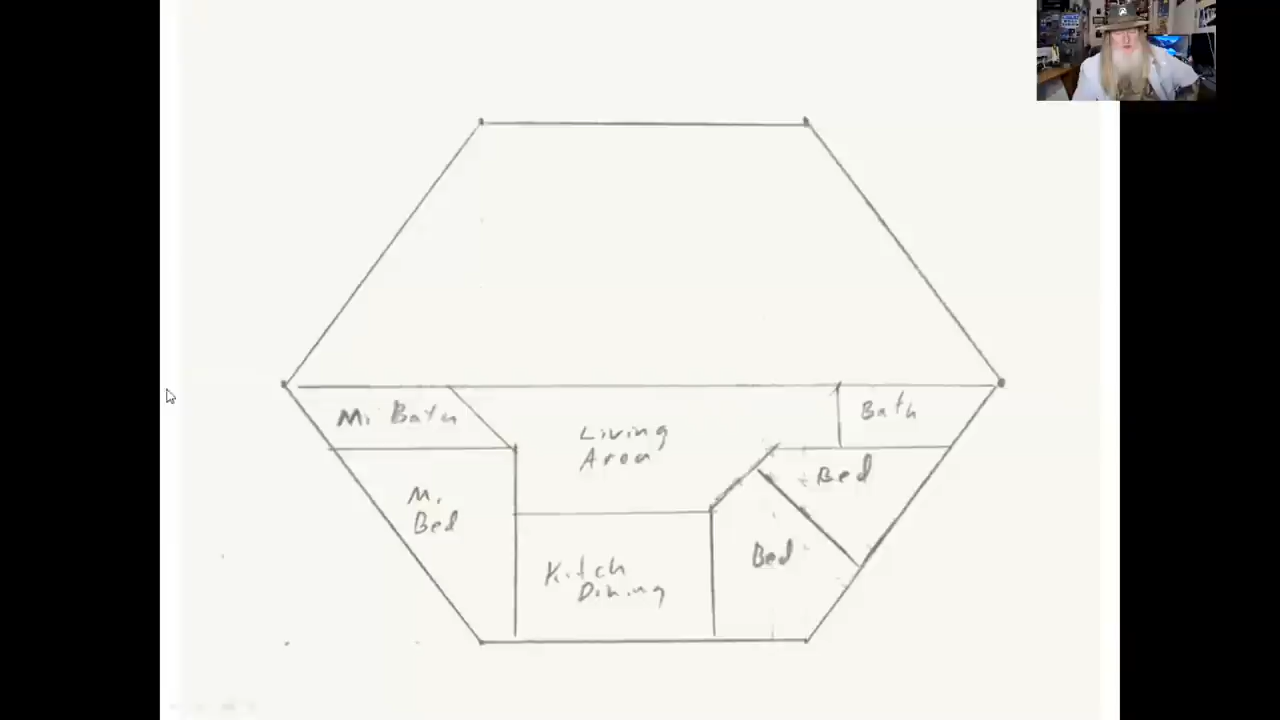 M. Bath
Living
Area
Bath
M.
Bed
Bed
Bed
Kitch
Dining